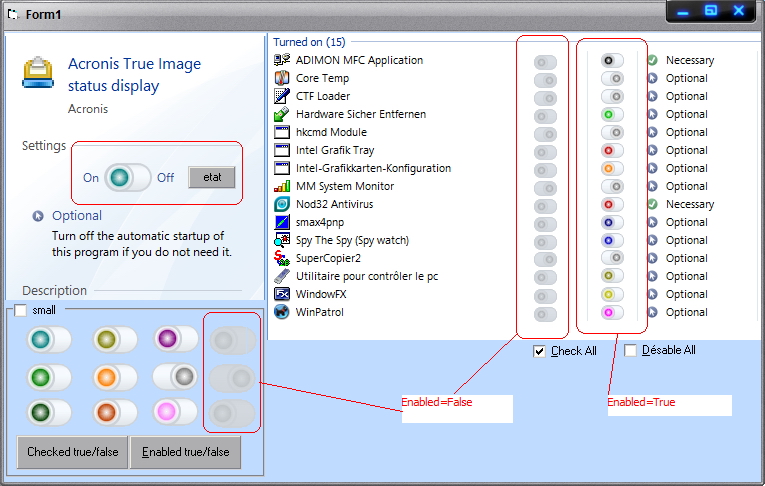 Form1
Acronis True Image
status display
Acronis
Settings
On
Off
etat
Optional
Turn off the automatic startup of
this program if you do not need it.
Description
small
Checked true/false
Enabled true/false
Turned on (15)
ADIMON MFC Application
Necessary
Core Temp
Optional
CTF Loader
Optional
Hardware Sicher Entfernen
Optional
hkcmd Module
Optional
Intel Grafik Tray
Optional
Intel-Grafikkarten-Konfiguration
Optional
MM System Monitor
Optional
Nod32 Antivirus
Necessary
smax4pnp
Optional
Spy The Spy (Spy watch)
Optional
SuperCopier2
Optional
Utilitaire pour contrôler le pc
Optional
WindowFX
Optional
WinPatrol
Optional
Check All
Désable All
Enabled=False
Enabled=True